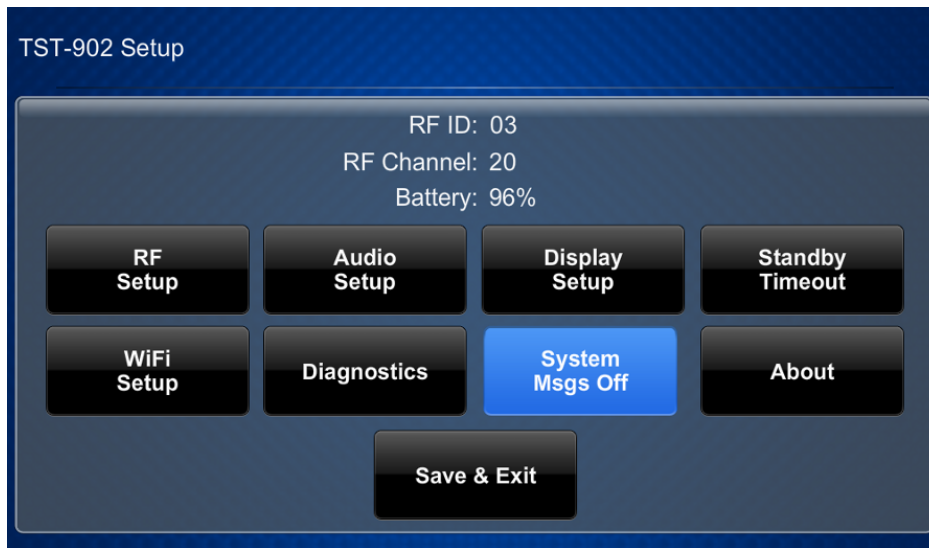 TST-902 Setup
RF ID: 03
RF Channel: 20
Battery: 96%
RF
Setup
Audio
Setup
Display
Setup
Standby
Timeout
WiFi
Setup
Diagnostics
System
Msgs Off
About
Save & Exit